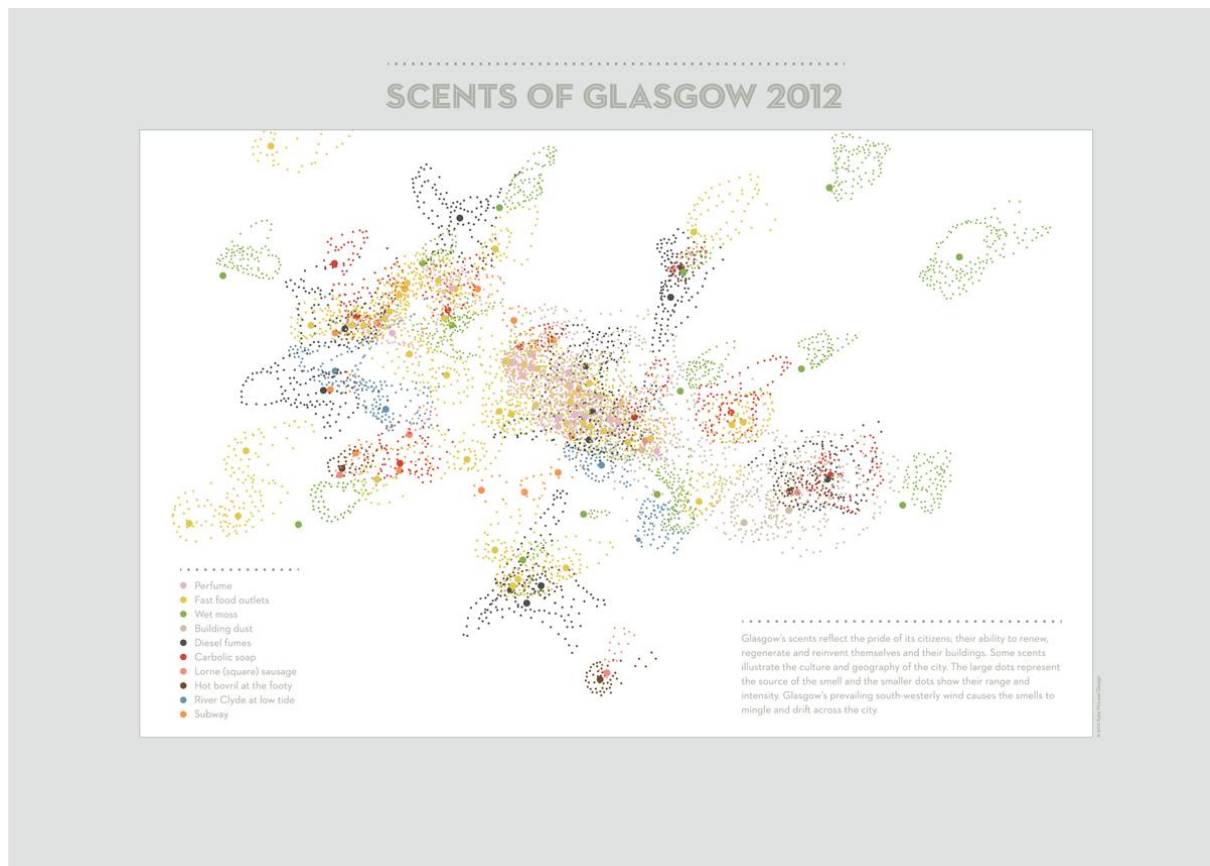 SCENTS OF GLASGOW 2012
Perfume
Fast food outlets
Wet moss
Building dust
Diesel fumes
Carbolic soap
Lorne (square) sausage
Hot bovril at the footy
River Clyde at low tide
Subway
Glasgow's scents reflect the pride of its citizens; their ability to renew,
regenerate and reinvent themselves and their buildings. Some scents
illustrate the culture and geography of the city. The large dots represent
the source of the smell and the smaller dots show their range and
intensity. Glasgow's prevailing south-westerly wind causes the smells to
mingle and drift across the city.